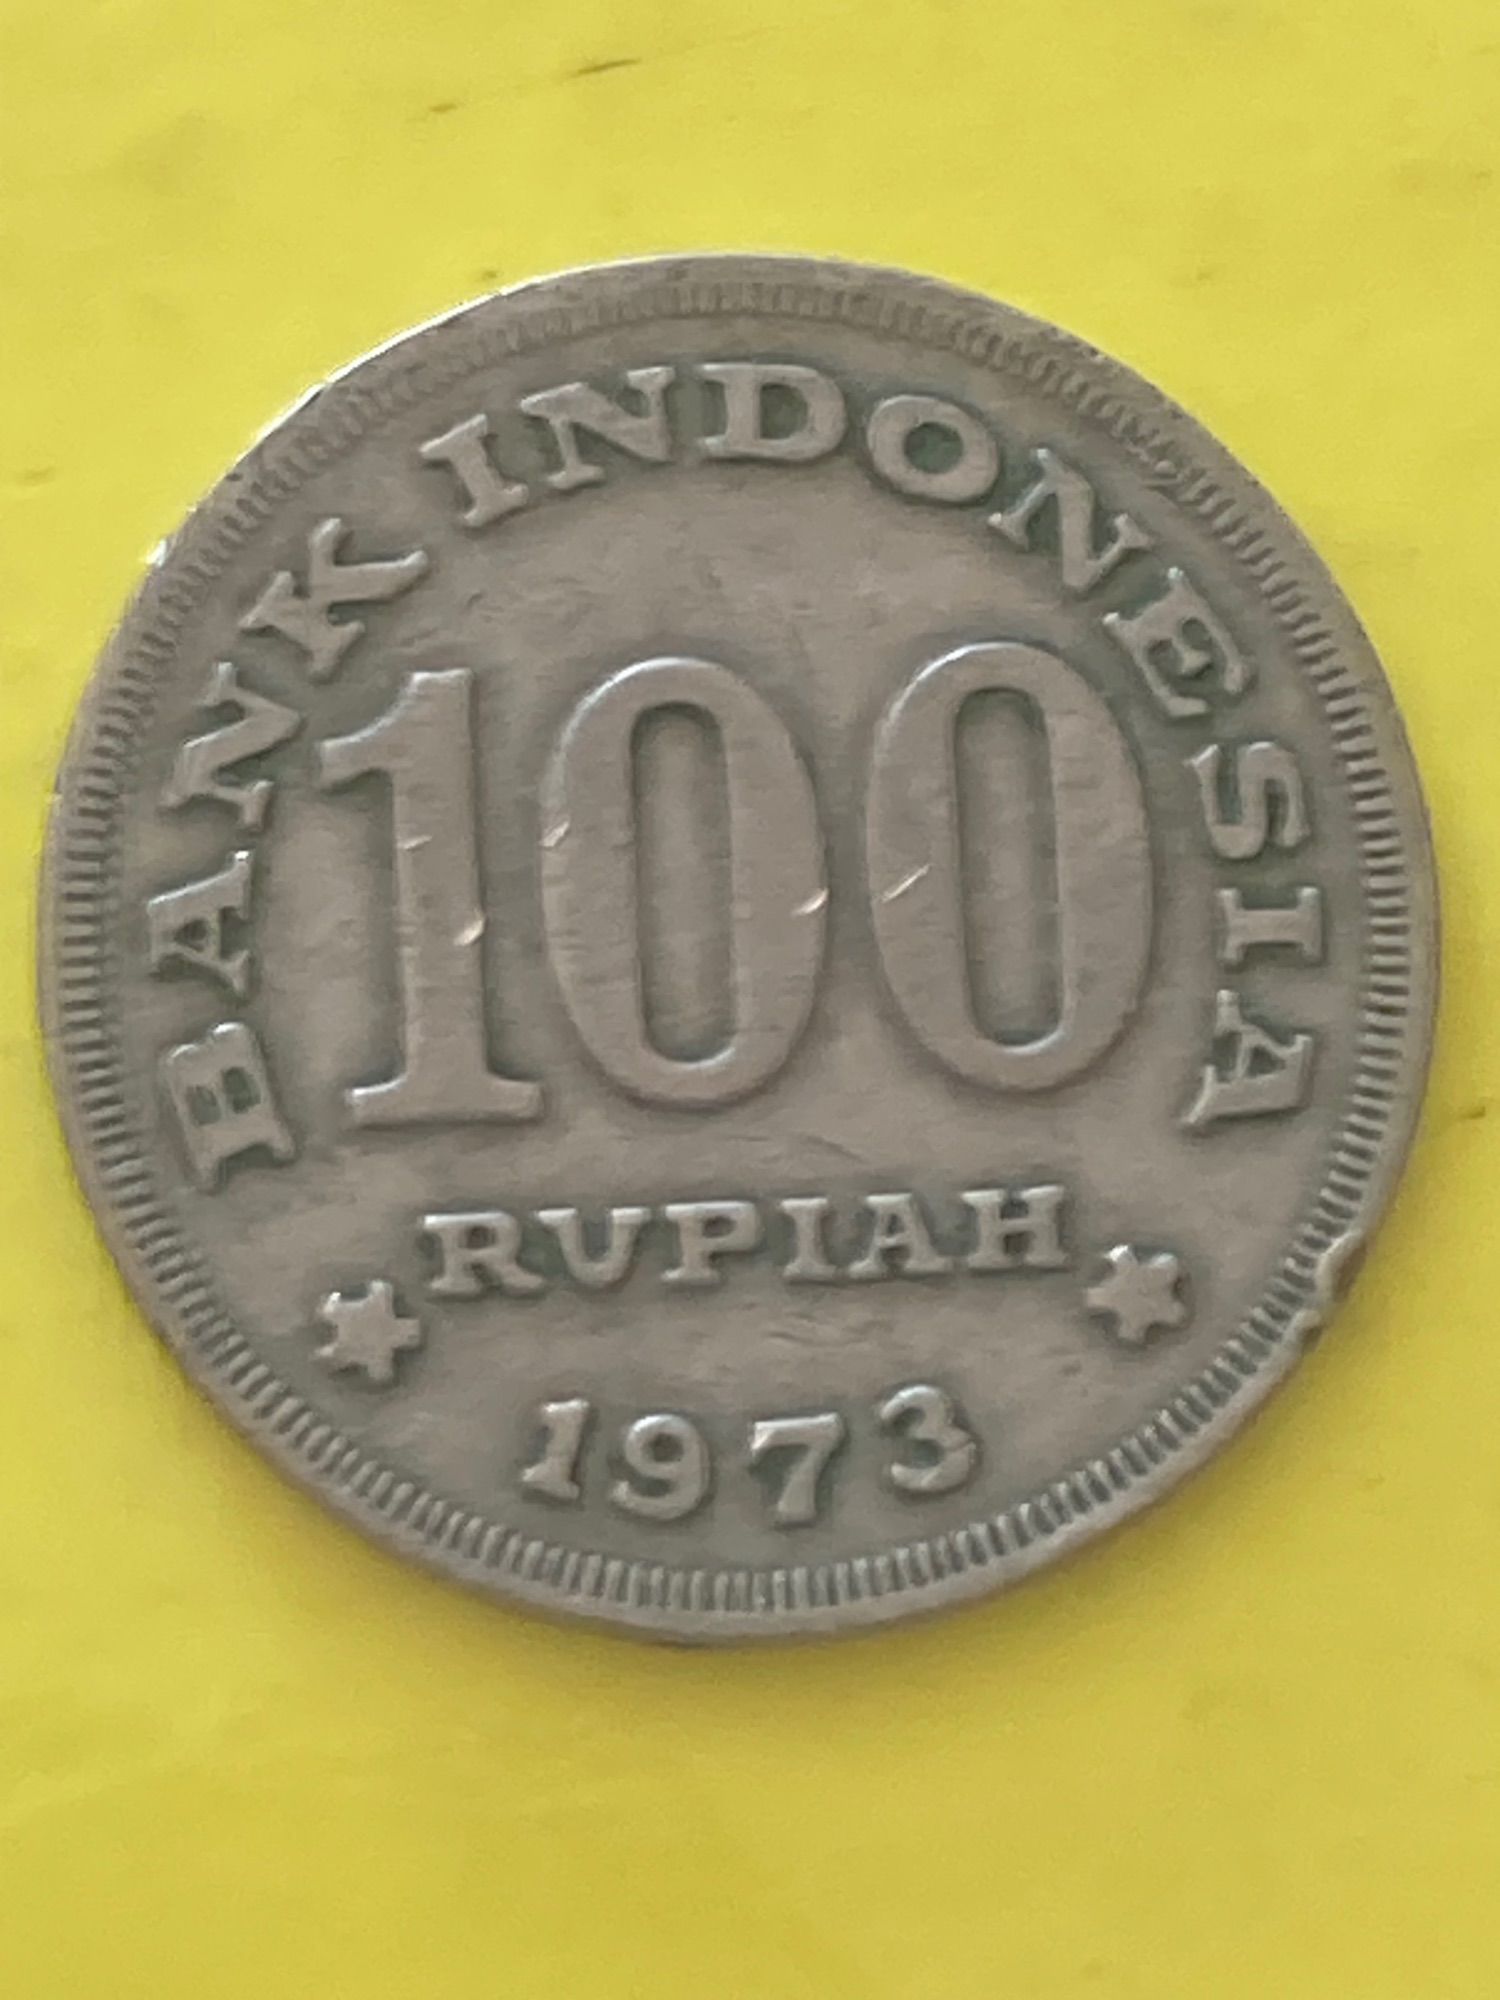 BANK INDONESIA
100
RUPIAH
1973